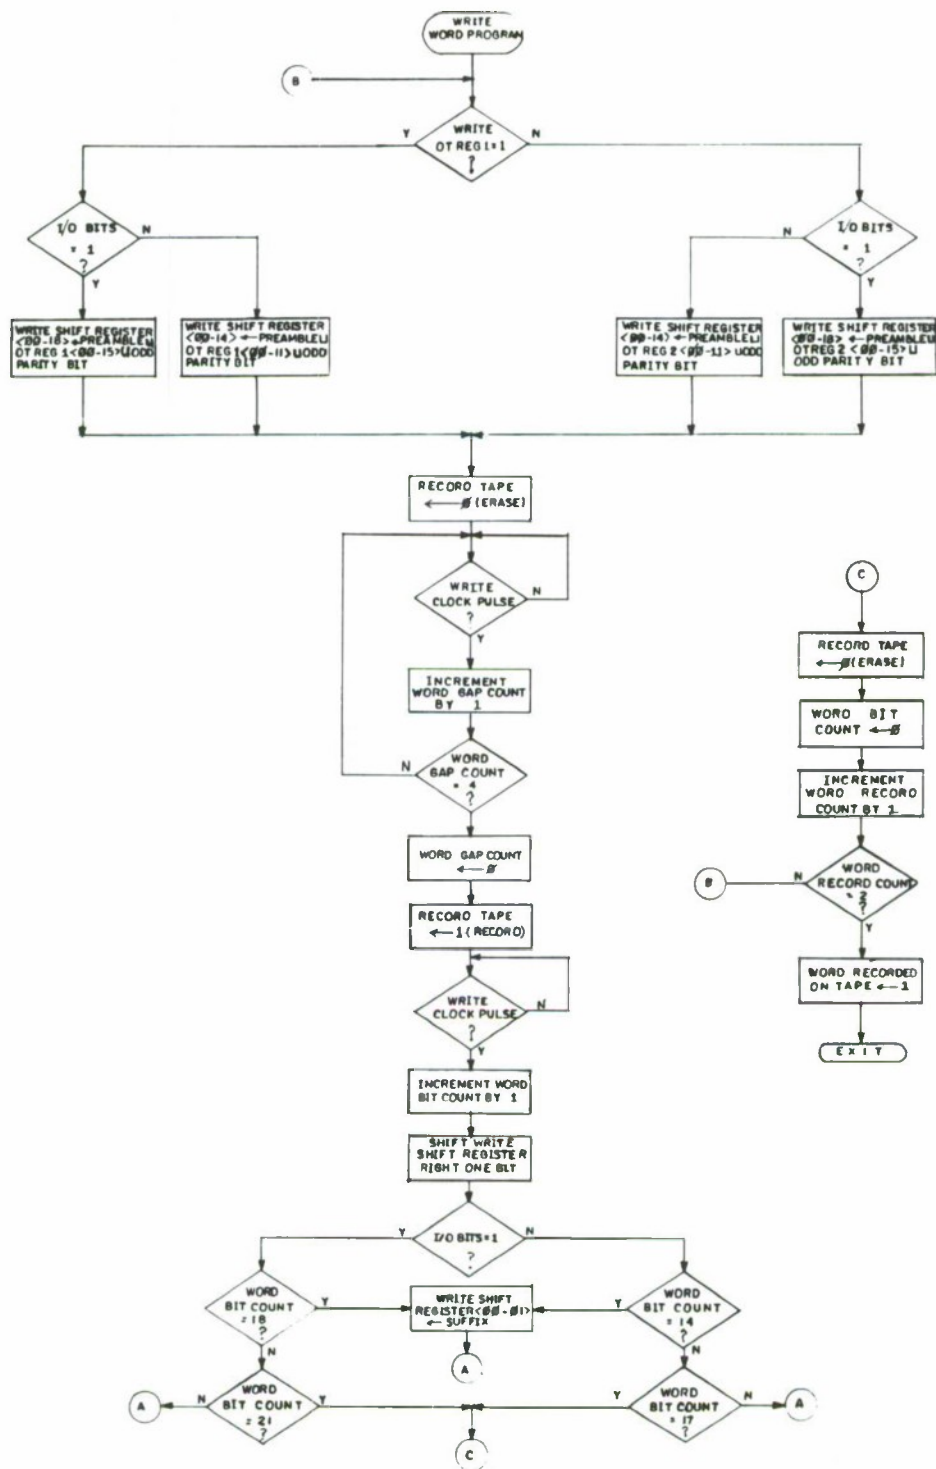 WRITE
WORD PROGRAM
B
WRITE
OT REG 1=1
?
Y
N
I/O BITS
= 1
?
N
Y
I/O BITS
= 1
?
N
Y
WRITE SHIFT REGISTER
<ØØ-18> ←PREAMBLE⊔
OT REG 1<ØØ-15>⊔ODD
PARITY BIT
WRITE SHIFT REGISTER
<ØØ-14> ←PREAMBLE⊔
OT REG 1<ØØ-11>⊔ODD
PARITY BIT
WRITE SHIFT REGISTER
<ØØ-14> ←PREAMBLE⊔
OT REG 2 <ØØ-11>⊔ODD
PARITY BIT
WRITE SHIFT REGISTER
<ØØ-18> ←PREAMBLE⊔
OTREG 2 <ØØ-15>⊔
ODD PARITY BIT
RECORD TAPE
←Ø (ERASE)
WRITE
CLOCK PULSE
?
N
Y
INCREMENT
WORD GAP COUNT
BY 1
WORD
GAP COUNT
= 4
?
N
WORD GAP COUNT
←Ø
RECORD TAPE
←1 (RECORD)
WRITE
CLOCK PULSE
?
N
Y
INCREMENT WORD
BIT COUNT BY 1
SHIFT WRITE
SHIFT REGISTER
RIGHT ONE BIT
I/O BITS=1
?
Y
N
WORD
BIT COUNT
=18
?
Y
N
WRITE SHIFT
REGISTER<ØØ-Ø1>
← SUFFIX
A
WORD
BIT COUNT
= 14
?
Y
N
A
N
WORD
BIT COUNT
= 21
?
Y
C
Y
WORD
BIT COUNT
= 17
?
N
A
C
RECORD TAPE
←Ø(ERASE)
WORD BIT
COUNT ←Ø
INCREMENT
WORD RECORD
COUNT BY 1
B
N
WORD
RECORD COUNT
= 2
?
Y
WORD RECORDED
ON TAPE ←1
EXIT